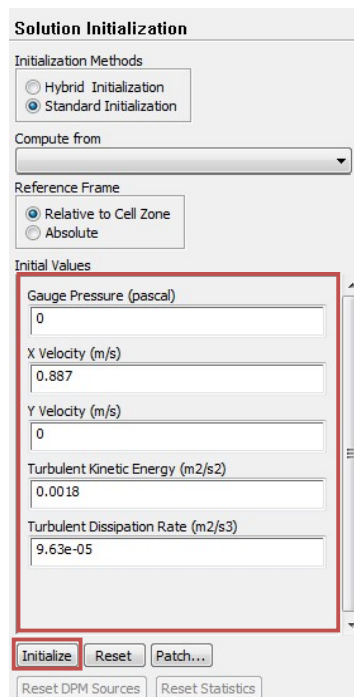 Solution Initialization
Initialization Methods
Hybrid Initialization
Standard Initialization
Compute from
Reference Frame
Relative to Cell Zone
Absolute
Initial Values
Gauge Pressure (pascal)
0
X Velocity (m/s)
0.887
Y Velocity (m/s)
0
Turbulent Kinetic Energy (m2/s2)
0.0018
Turbulent Dissipation Rate (m2/s3)
9.63e-05
Initialize Reset Patch...
Reset DPM Sources Reset Statistics